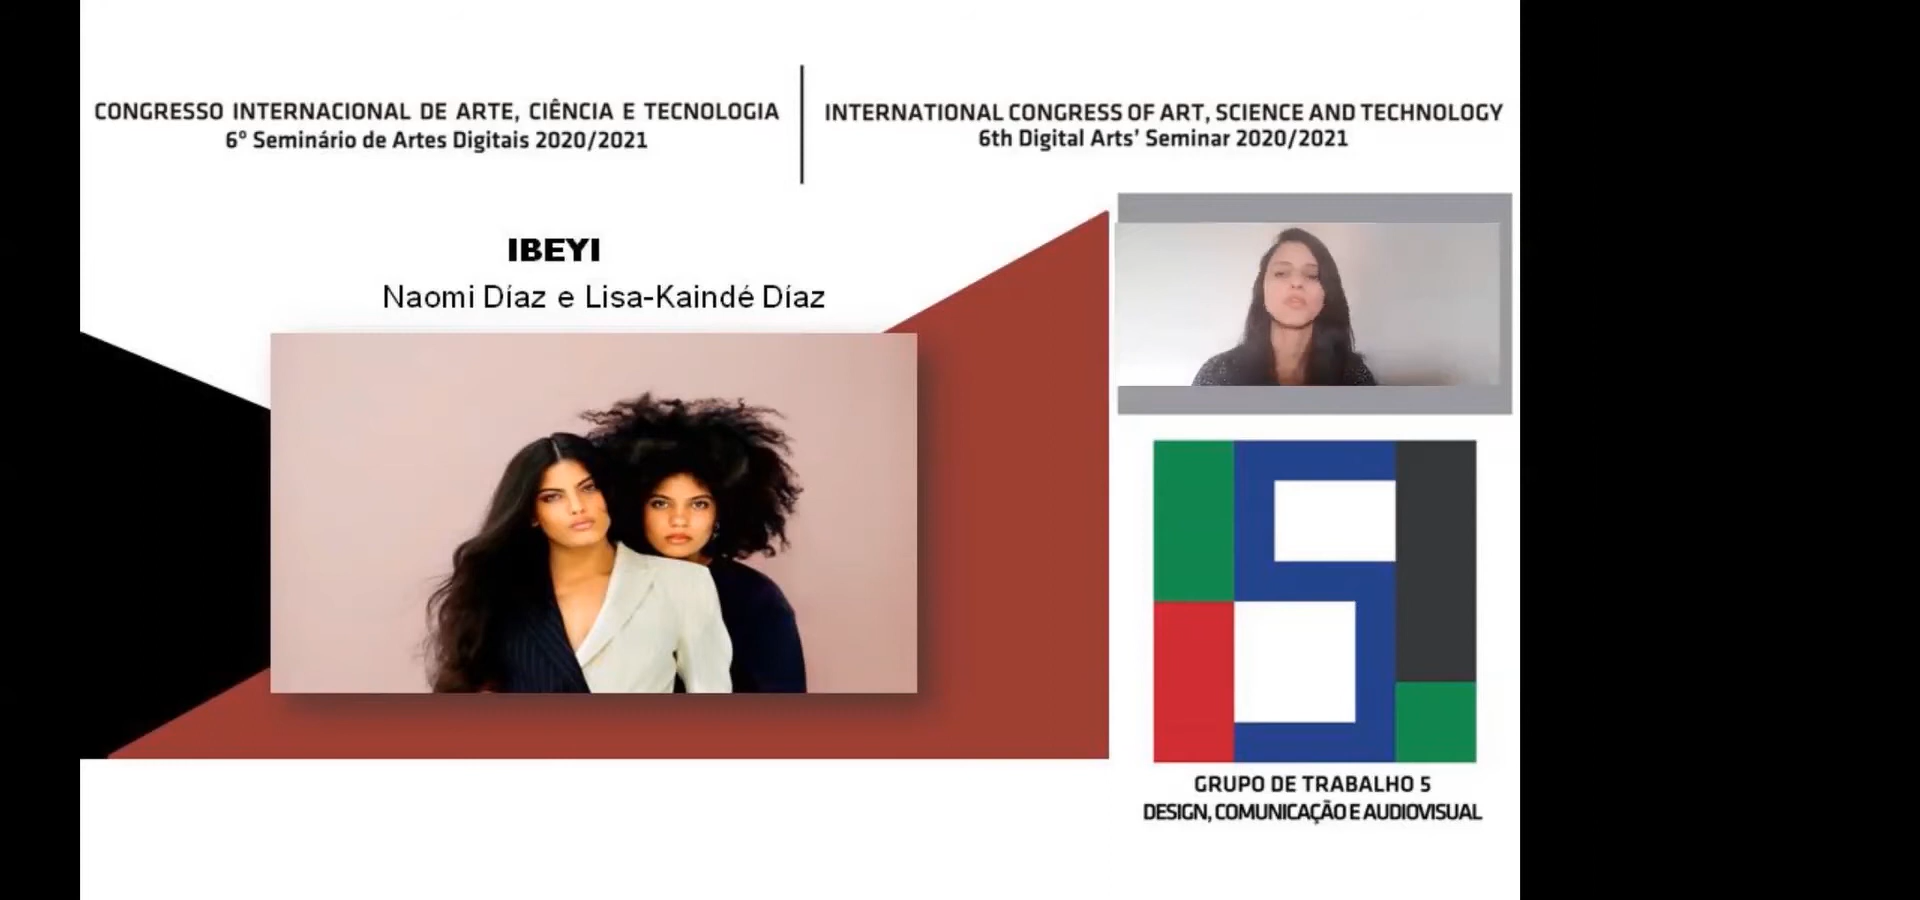 CONGRESSO INTERNACIONAL DE ARTE, CIÊNCIA E TECNOLOGIA
6º Seminário de Artes Digitais 2020/2021
INTERNATIONAL CONGRESS OF ART, SCIENCE AND TECHNOLOGY
6th Digital Arts' Seminar 2020/2021
IBEYI
Naomi Díaz e Lisa-Kaindé Díaz
GRUPO DE TRABALHO 5
DESIGN, COMUNICAÇÃO E AUDIOVISUAL